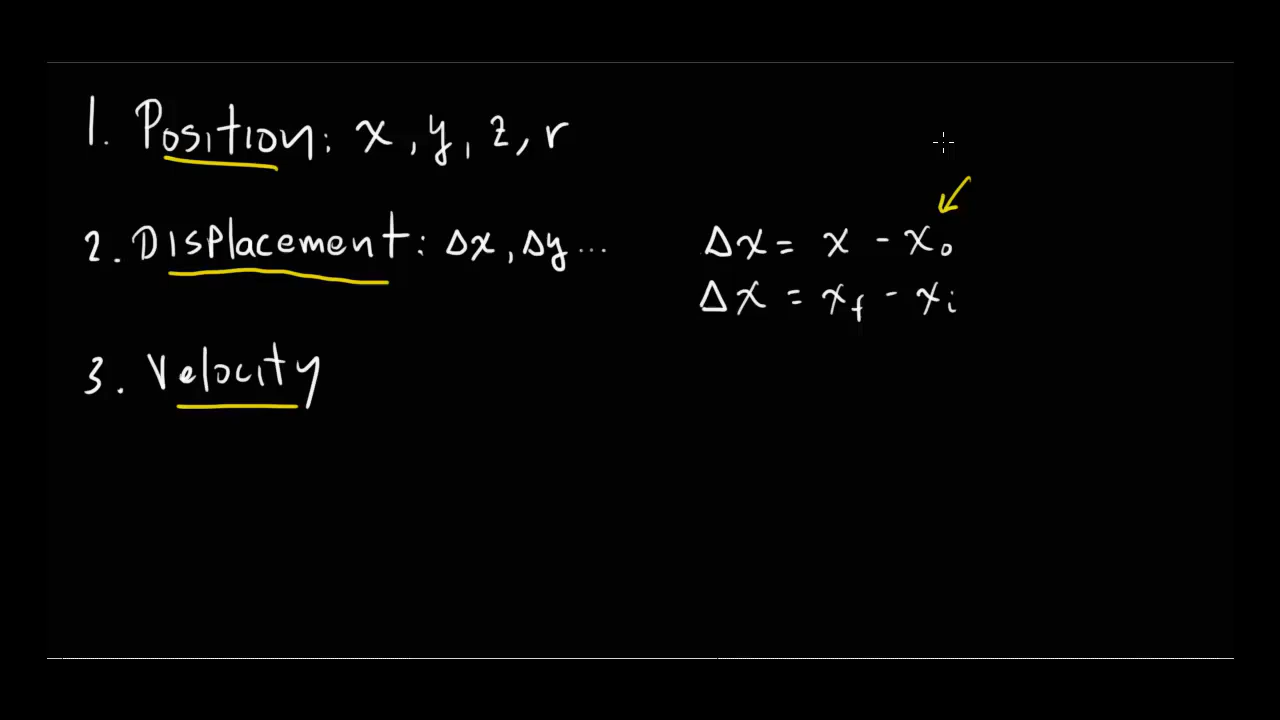 1. Position: x, y, z, r
2. Displacement: Δx, Δy ... Δx = x - x₀
Δx = x_f - x_i
3. Velocity